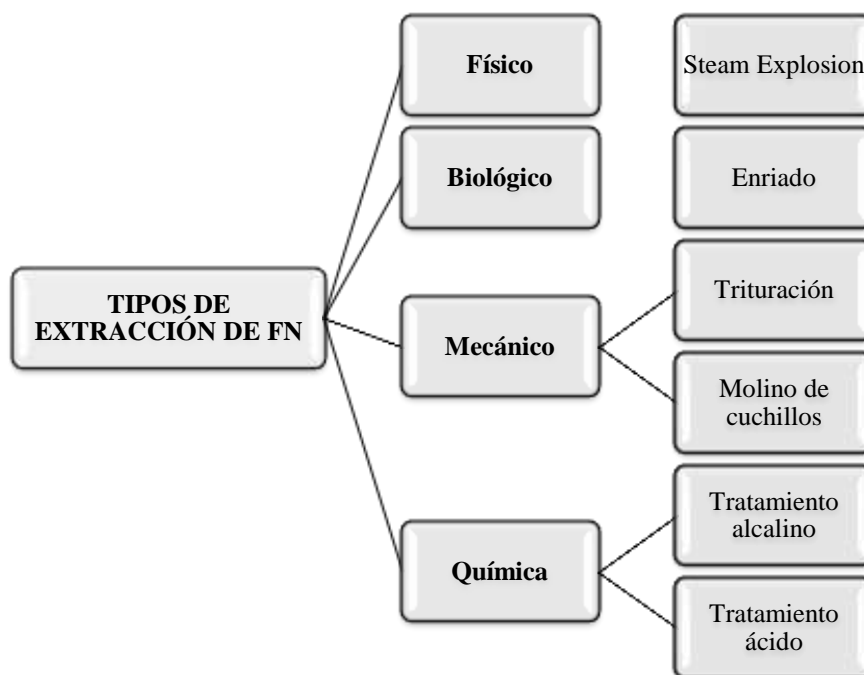 TIPOS DE
EXTRACCIÓN DE FN
Físico
Steam Explosion
Biológico
Enriado
Mecánico
Trituración
Molino de
cuchillos
Química
Tratamiento
alcalino
Tratamiento
ácido